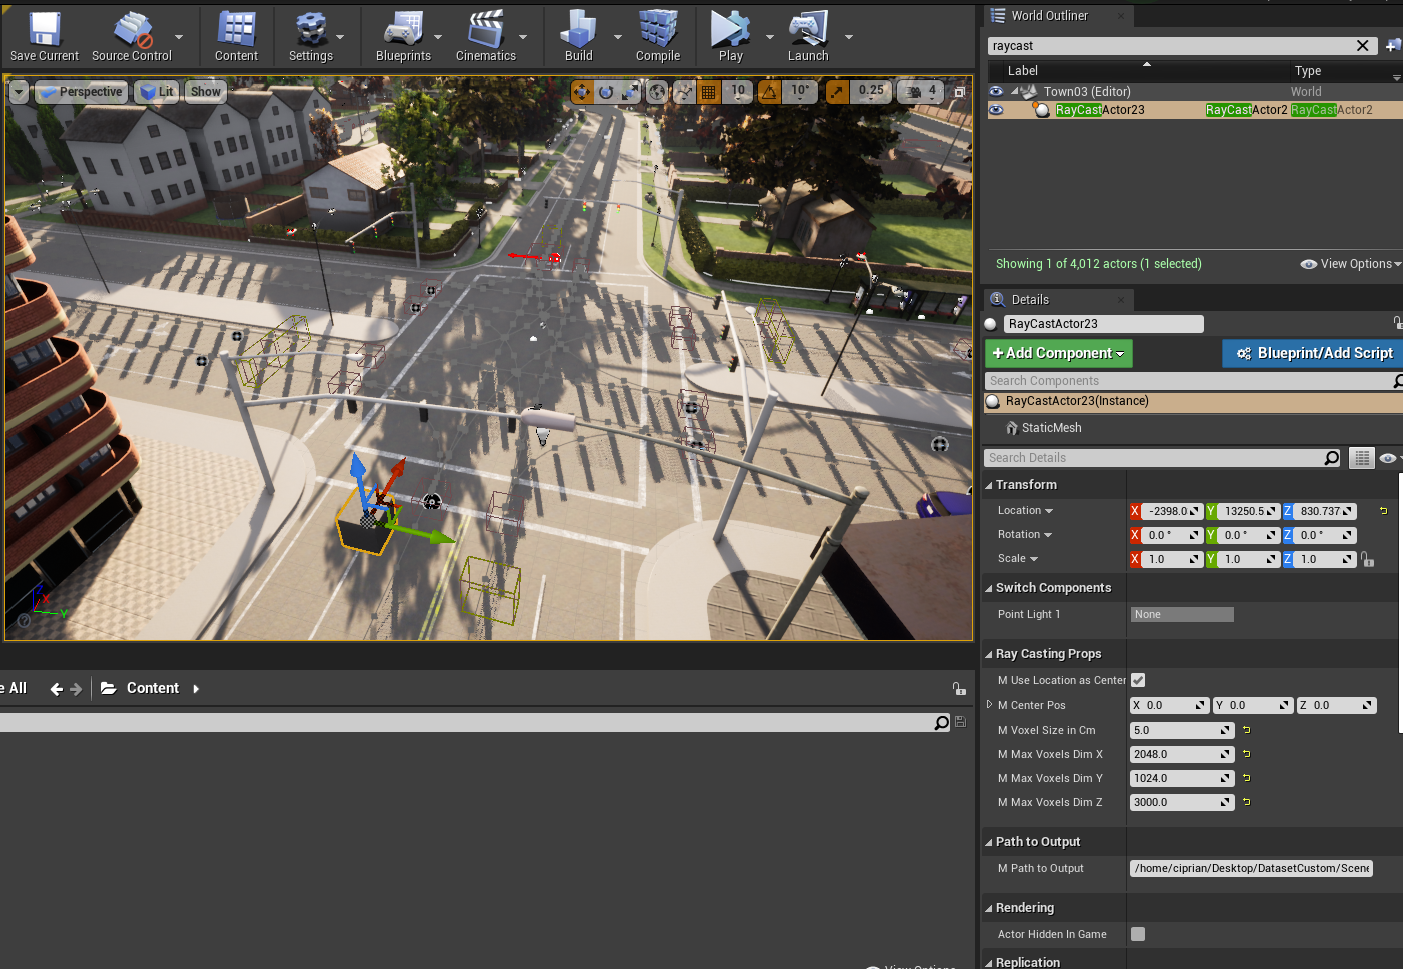 Save Current
Source Control
Content
Settings
Blueprints
Cinematics
Build
Compile
Play
Launch
Perspective
Lit
Show
10
10°
0.25
4
X
Y
World Outliner
raycast
Label
Type
Town03 (Editor)
World
RayCastActor23
RayCastActor2
RayCastActor2
Showing 1 of 4,012 actors (1 selected)
View Options
Details
RayCastActor23
+Add Component
Blueprint/Add Script
Search Components
RayCastActor23(Instance)
StaticMesh
Search Details
Transform
Location
X -2398.0
Y 13250.5
Z 830.737
Rotation
X 0.0 °
Y 0.0 °
Z 0.0 °
Scale
X 1.0
Y 1.0
Z 1.0
Switch Components
Point Light 1
None
Ray Casting Props
M Use Location as Center
M Center Pos
X 0.0
Y 0.0
Z 0.0
M Voxel Size in Cm
5.0
M Max Voxels Dim X
2048.0
M Max Voxels Dim Y
1024.0
M Max Voxels Dim Z
3000.0
Path to Output
M Path to Output
/home/ciprian/Desktop/DatasetCustom/Scene
Rendering
Actor Hidden In Game
Replication
e All
Content
View Options